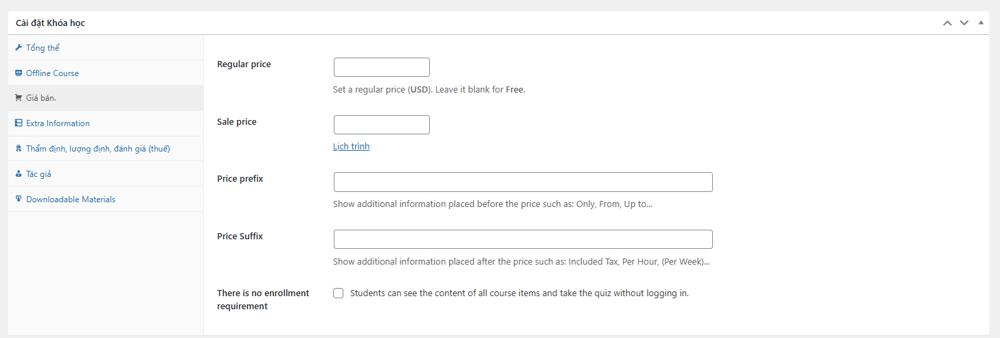 Cài đặt Khóa học
Tổng thể
Offline Course
Giá bán.
Extra Information
Thẩm định, lượng định, đánh giá (thuế)
Tác giả
Downloadable Materials
Regular price
Set a regular price (USD). Leave it blank for Free.
Sale price
Lịch trình
Price prefix
Show additional information placed before the price such as: Only, From, Up to...
Price Suffix
Show additional information placed after the price such as: Included Tax, Per Hour, (Per Week)...
There is no enrollment
requirement
Students can see the content of all course items and take the quiz without logging in.